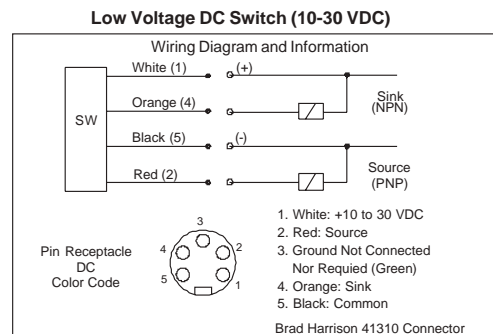 Low Voltage DC Switch (10-30 VDC)
Wiring Diagram and Information
White (1)
(+)
Orange (4)
Sink
(NPN)
SW
Black (5)
(-)
Red (2)
Source
(PNP)
Pin Receptacle
DC
Color Code
3
4
2
5
1
1. White: +10 to 30 VDC
2. Red: Source
3. Ground Not Connected
Nor Requied (Green)
4. Orange: Sink
5. Black: Common
Brad Harrison 41310 Connector